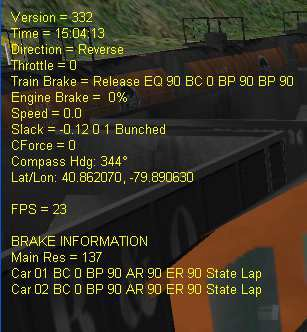 Version = 332
Time = 15:04:13
Direction = Reverse
Throttle = 0
Train Brake = Release EQ 90 BC 0 BP 90 BP 90
Engine Brake = 0%
Speed = 0.0
Slack = -0.12 0 1 Bunched
CForce = 0
Compass Hdg: 344°
Lat/Lon: 40.862070, -79.890630
FPS = 23
BRAKE INFORMATION
Main Res = 137
Car 01 BC 0 BP 90 AR 90 ER 90 State Lap
Car 02 BC 0 BP 90 AR 90 ER 90 State Lap